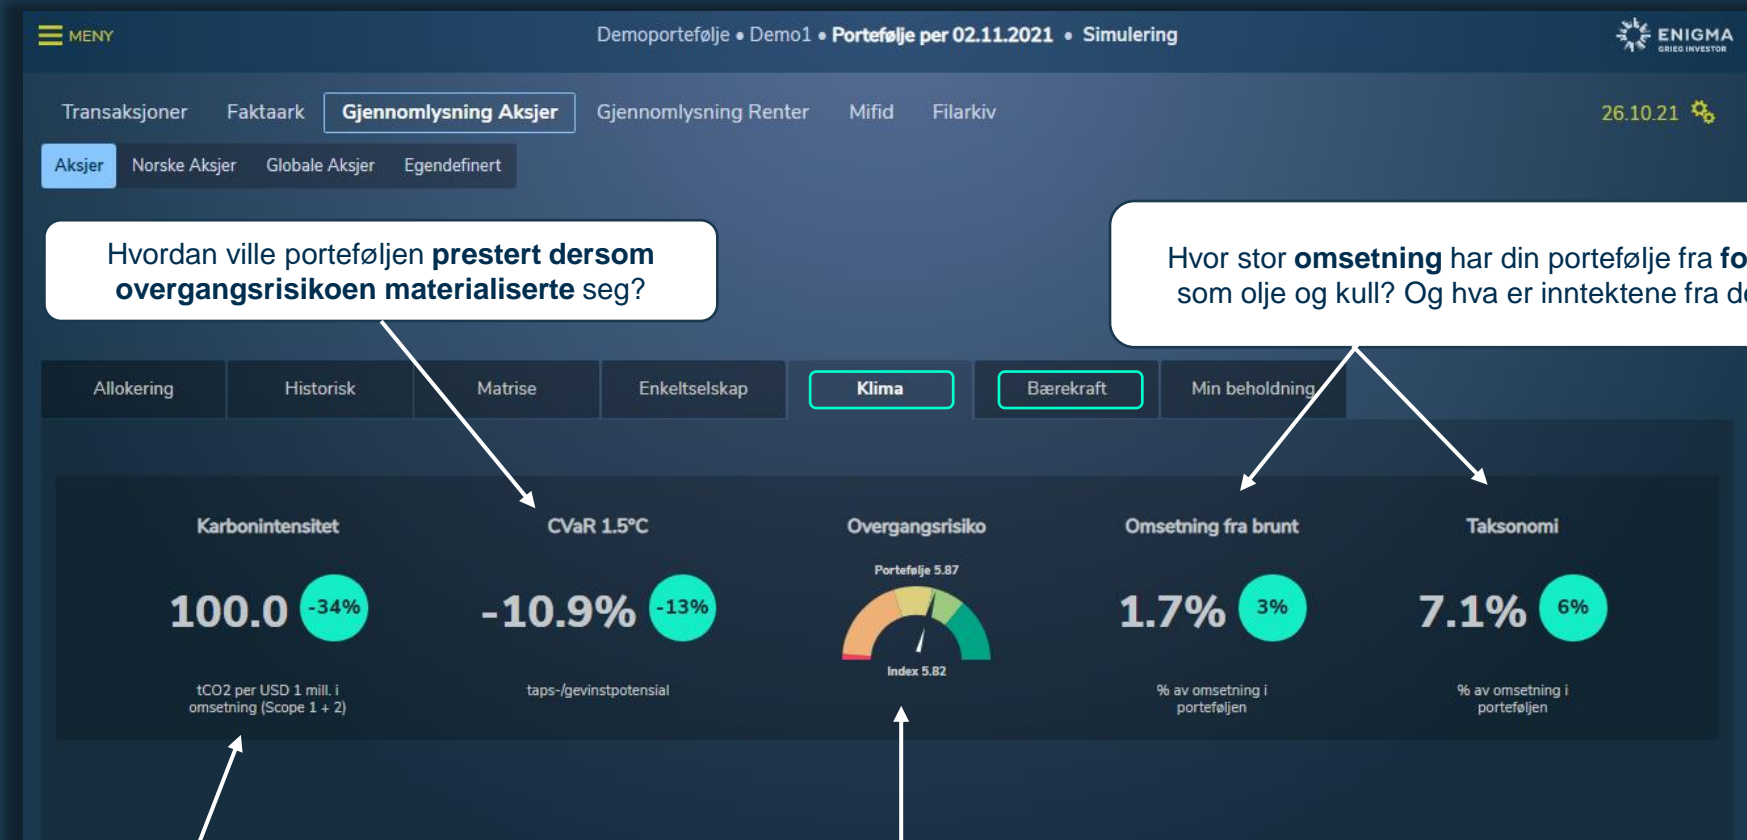 MENY
Demoportefølje • Demo1 • Portefølje per 02.11.2021 • Simulering
ENIGMA
GRIEG INVESTOR
Transaksjoner Faktaark Gjennomlysning Aksjer Gjennomlysning Renter Mifid Filarkiv
26.10.21
Aksjer Norske Aksjer Globale Aksjer Egendefinert
Hvordan ville porteføljen prestert dersom
overgangsrisikoen materialiserte seg?
Hvor stor omsetning har din portefølje fra
som olje og kull? Og hva er inntektene fra
Allokering Historisk Matrise Enkeltselskap Klima Bærekraft Min beholdning
Karbonintensitet
100.0 -34%
tCO2 per USD 1 mill. i
omsetning (Scope 1 + 2)
CVaR 1.5°C
-10.9% -13%
taps-/gevinstpotensial
Overgangsrisiko
Portefølje 5.87
Index 5.82
Omsetning fra brunt
1.7% 3%
% av omsetning i
porteføljen
Taksonomi
7.1% 6%
% av omsetning i
porteføljen